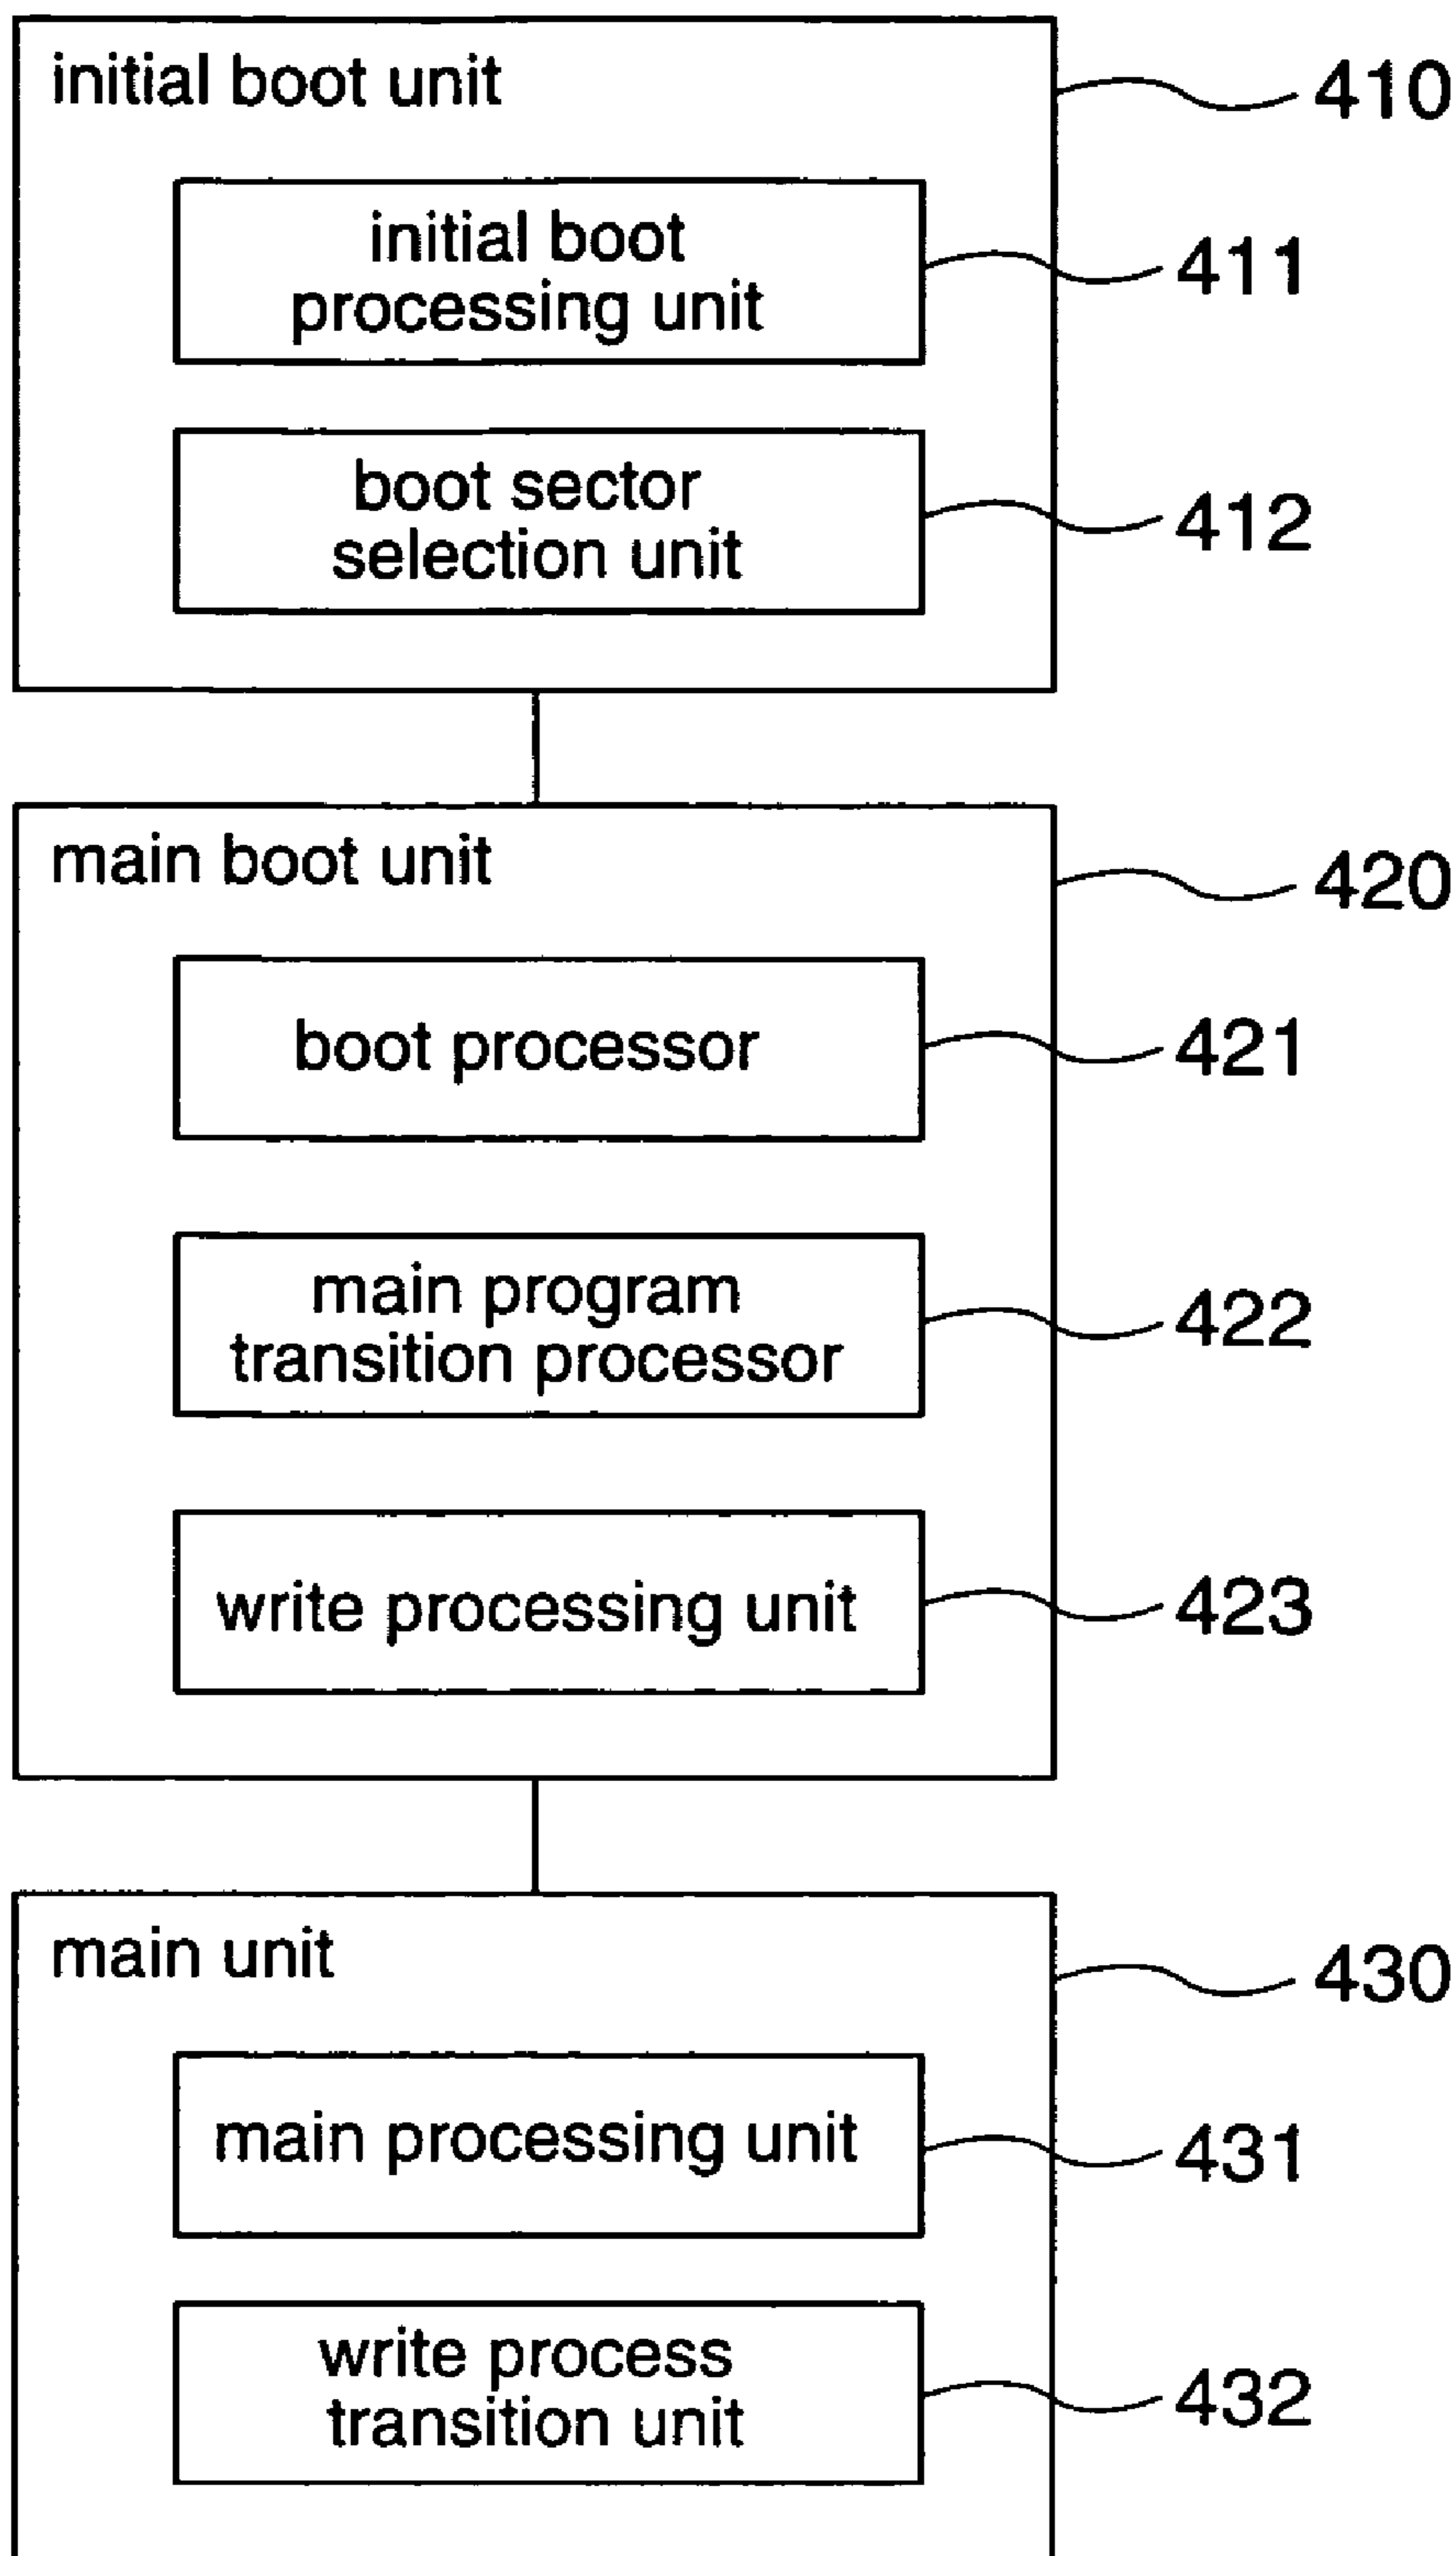 initial boot unit
410
initial boot
processing unit
411
boot sector
selection unit
412
main boot unit
420
boot processor
421
main program
transition processor
422
write processing unit
423
main unit
430
main processing unit
431
write process
transition unit
432